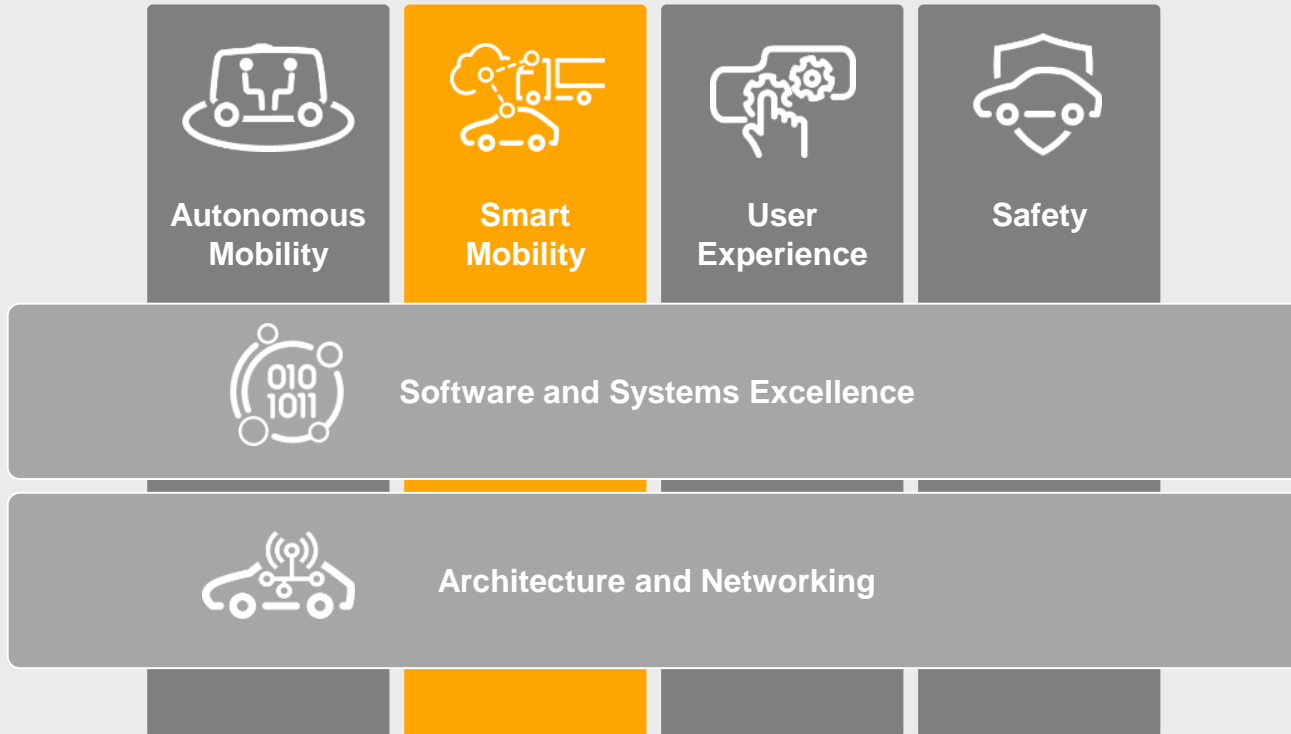 Autonomous
Mobility
Smart
Mobility
User
Experience
Safety
010
1011
Software and Systems Excellence
Architecture and Networking